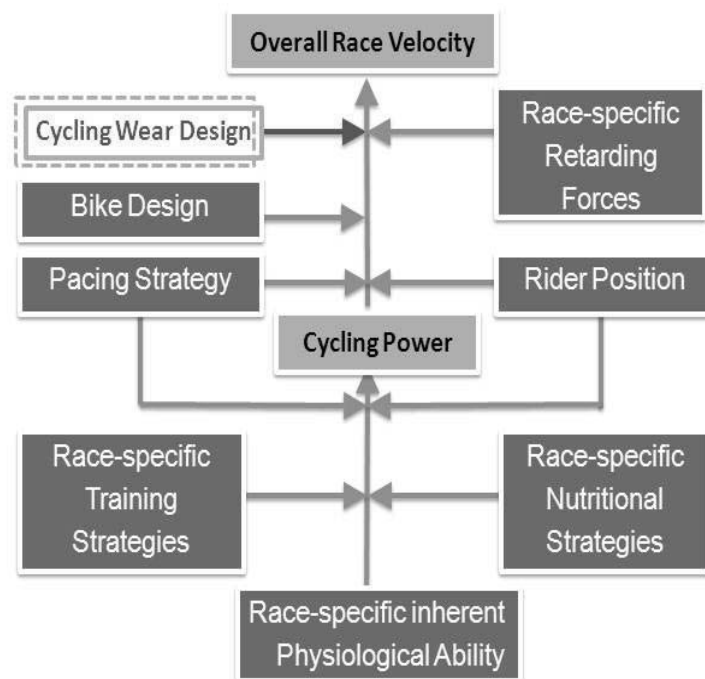 Overall Race Velocity
Cycling Wear Design
Race-specific
Retarding
Forces
Bike Design
Pacing Strategy
Rider Position
Cycling Power
Race-specific
Training
Strategies
Race-specific
Nutritional
Strategies
Race-specific inherent
Physiological Ability